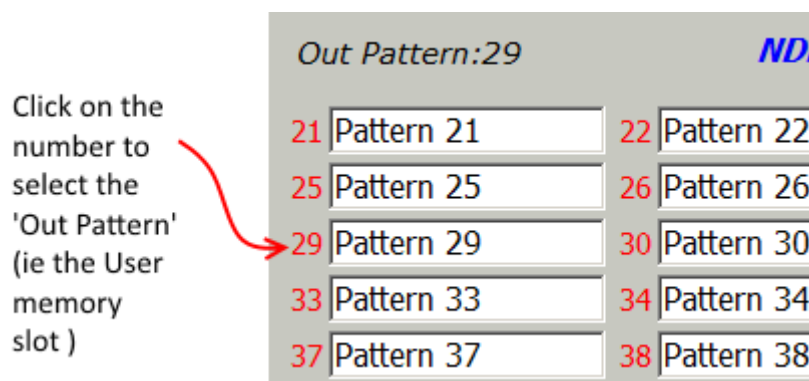 Out Pattern:29
Click on the
number to
select the
'Out Pattern'
(ie the User
memory
slot )
21 Pattern 21 22 Pattern 22
25 Pattern 25 26 Pattern 26
29 Pattern 29 30 Pattern 30
33 Pattern 33 34 Pattern 34
37 Pattern 37 38 Pattern 38